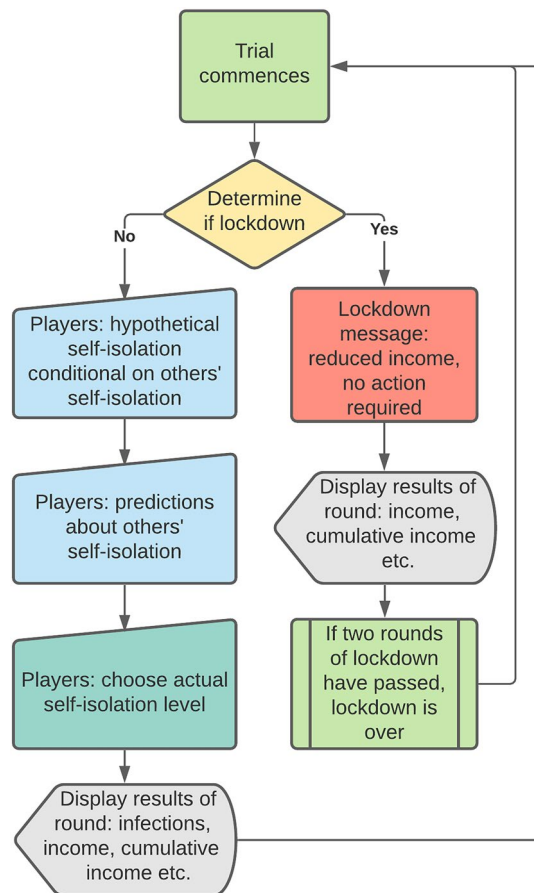 Trial
commences
Determine
if lockdown
No
Yes
Players: hypothetical
self-isolation
conditional on others'
self-isolation
Lockdown
message:
reduced income,
no action
required
Players: predictions
about others'
self-isolation
Display results of
round: income,
cumulative income
etc.
Players: choose actual
self-isolation level
If two rounds
of lockdown
have passed,
lockdown is
over
Display results of
round: infections,
income, cumulative
income etc.